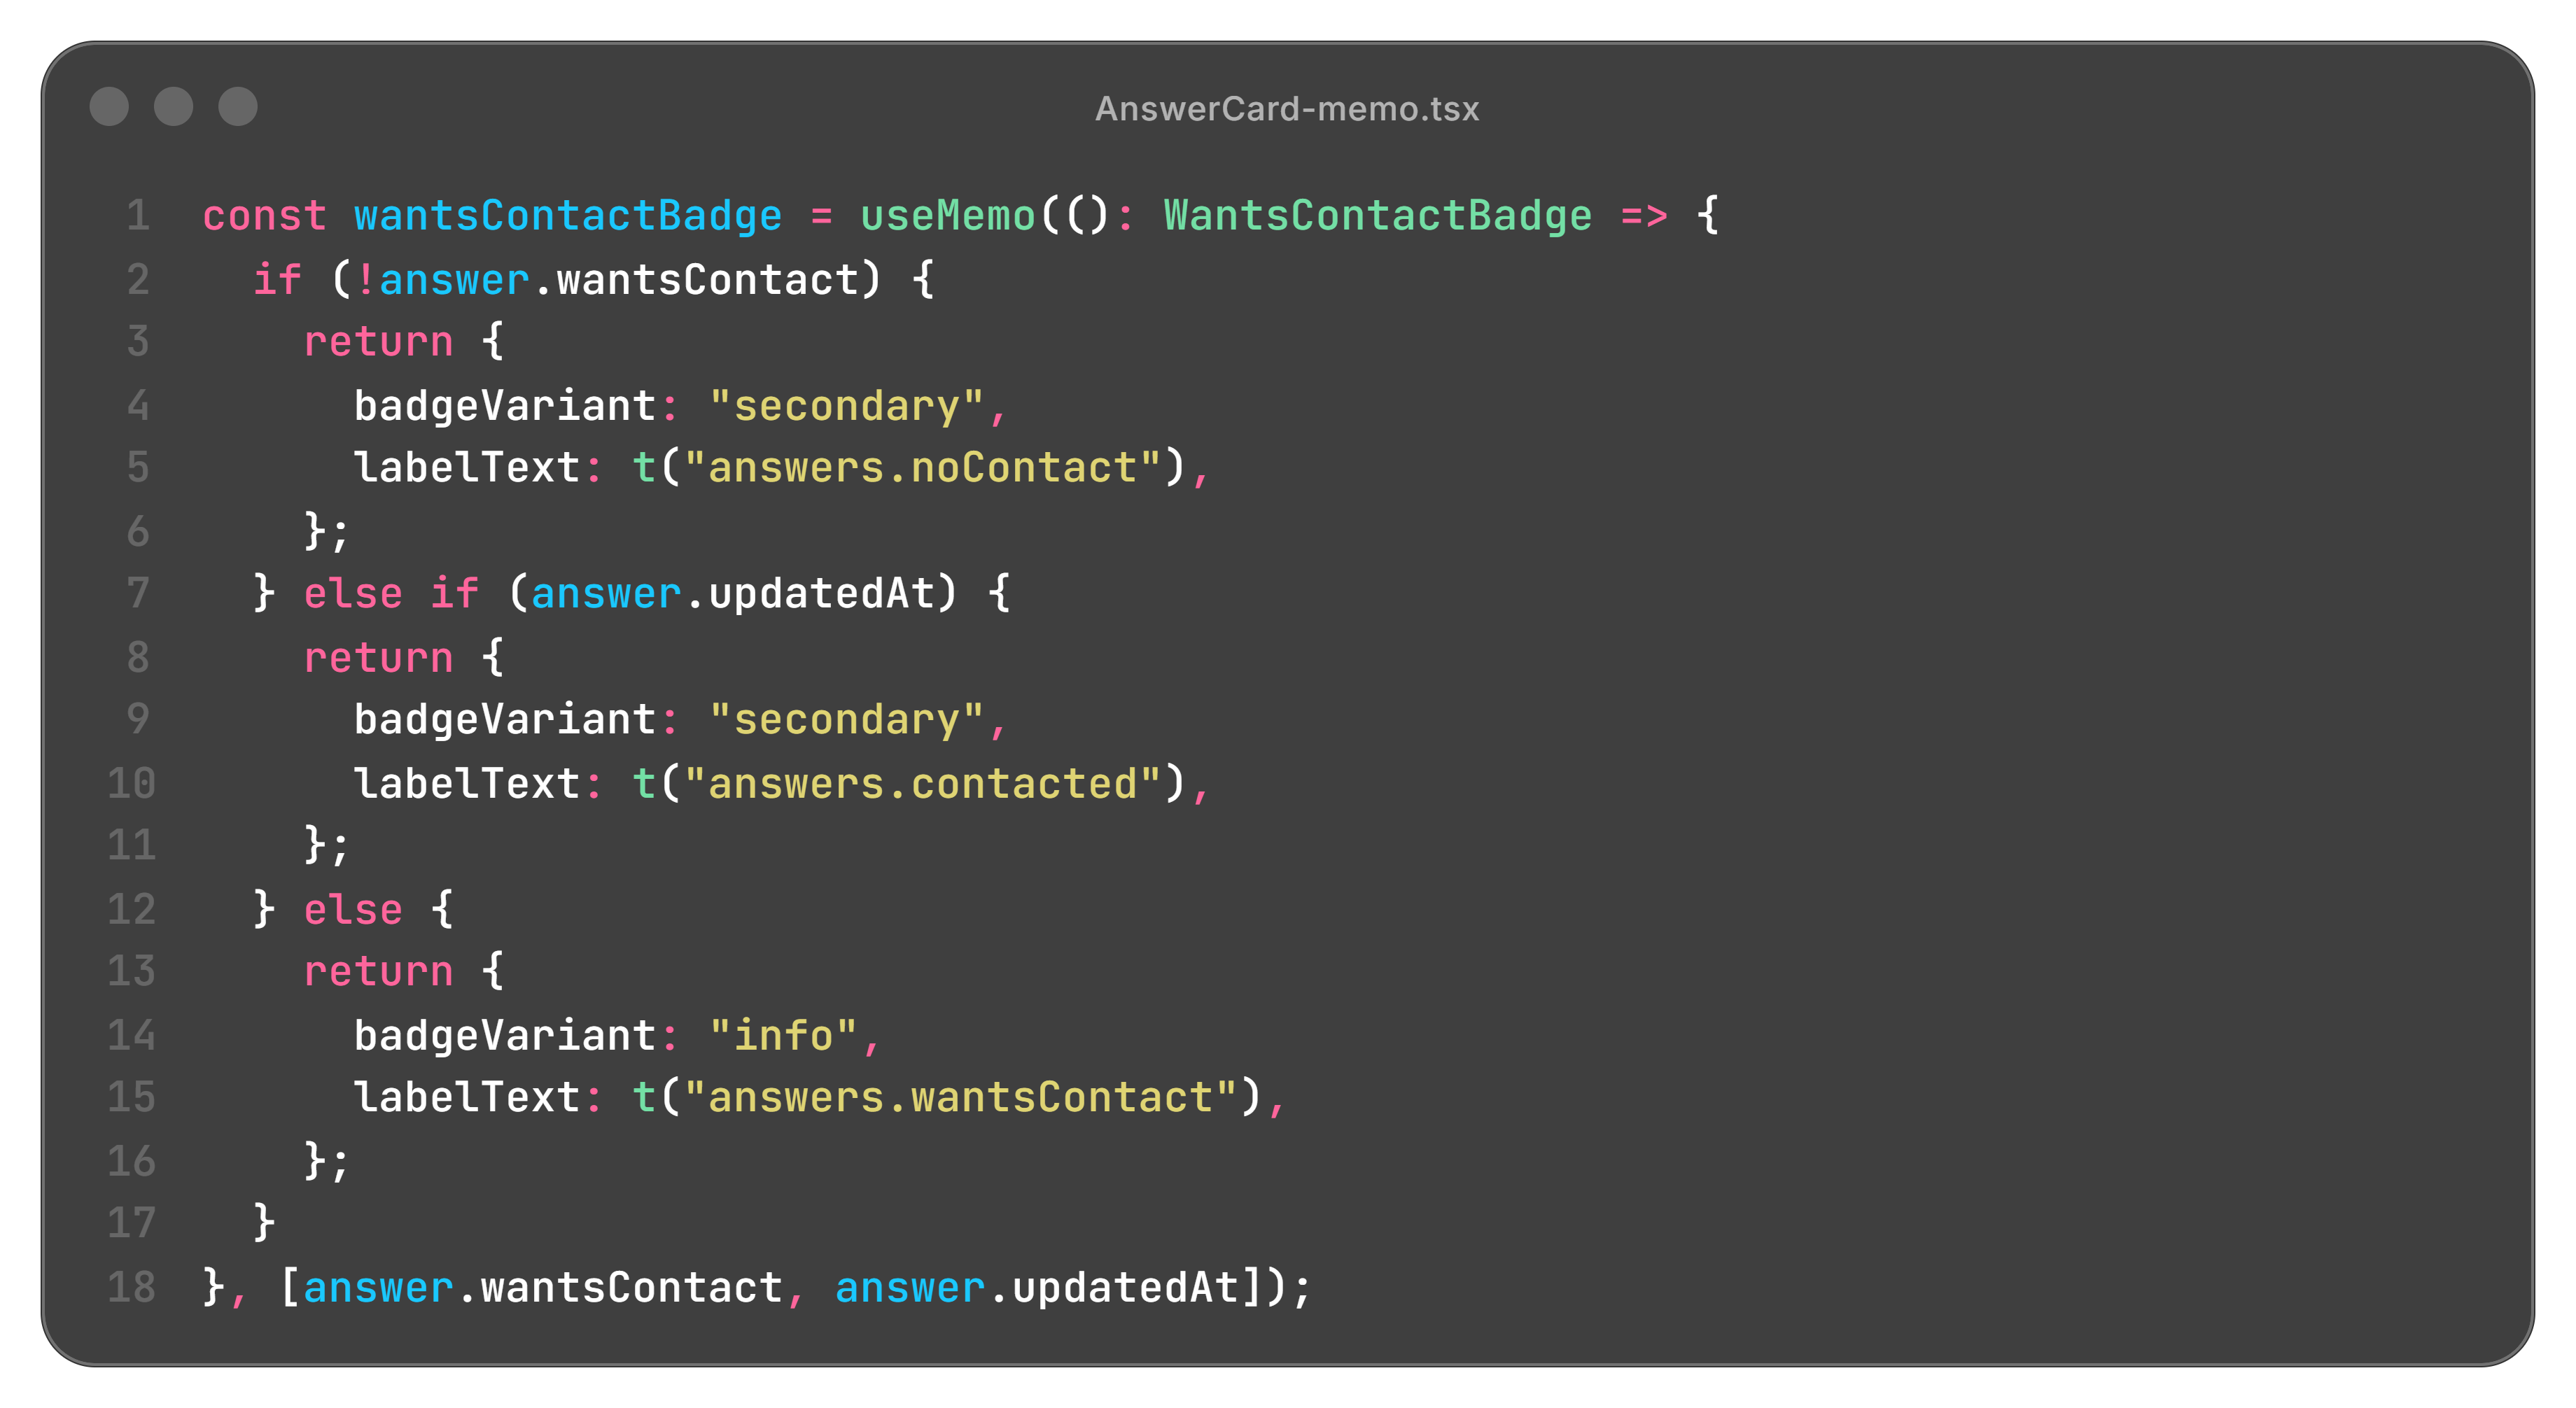 AnswerCard-memo.tsx
1 const wantsContactBadge = useMemo((): WantsContactBadge => {
2   if (!answer.wantsContact) {
3     return {
4       badgeVariant: "secondary",
5       labelText: t("answers.noContact"),
6     };
7   } else if (answer.updatedAt) {
8     return {
9       badgeVariant: "secondary",
10       labelText: t("answers.contacted"),
11     };
12   } else {
13     return {
14       badgeVariant: "info",
15       labelText: t("answers.wantsContact"),
16     };
17   }
18 }, [answer.wantsContact, answer.updatedAt]);